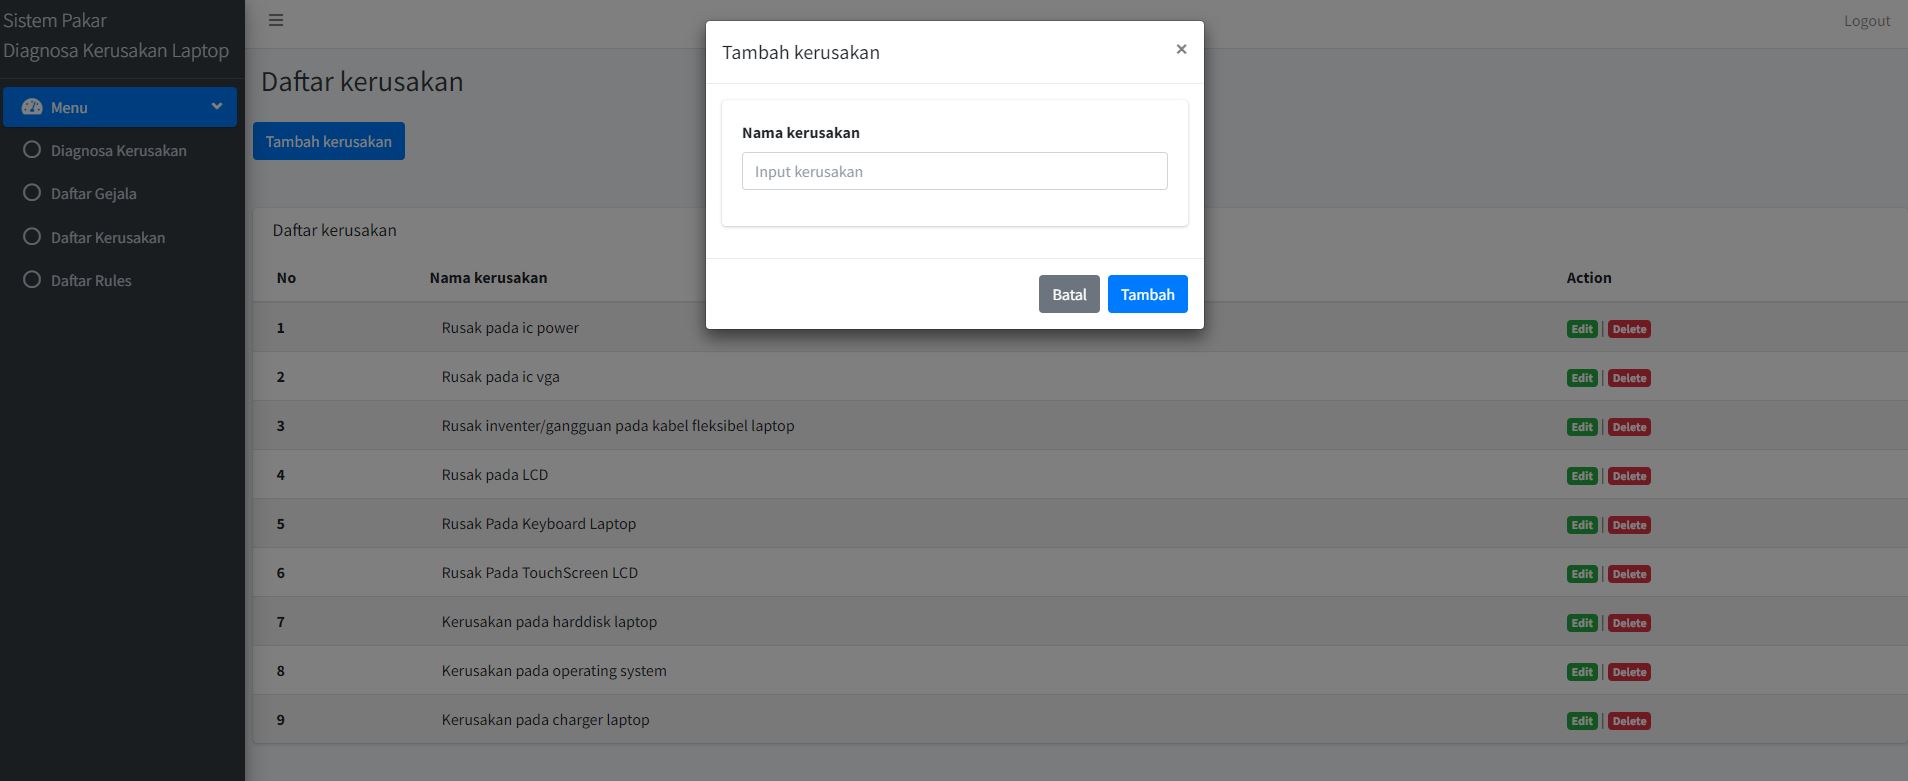 Sistem Pakar
Diagnosa Kerusakan Laptop
Menu
Diagnosa Kerusakan
Daftar Gejala
Daftar Kerusakan
Daftar Rules
Logout
Daftar kerusakan
Tambah kerusakan
Tambah kerusakan
×
Nama kerusakan
Input kerusakan
Batal Tambah
Daftar kerusakan
No Nama kerusakan Action
1 Rusak pada ic power Edit | Delete
2 Rusak pada ic vga Edit | Delete
3 Rusak inventer/gangguan pada kabel fleksibel laptop Edit | Delete
4 Rusak pada LCD Edit | Delete
5 Rusak Pada Keyboard Laptop Edit | Delete
6 Rusak Pada TouchScreen LCD Edit | Delete
7 Kerusakan pada harddisk laptop Edit | Delete
8 Kerusakan pada operating system Edit | Delete
9 Kerusakan pada charger laptop Edit | Delete